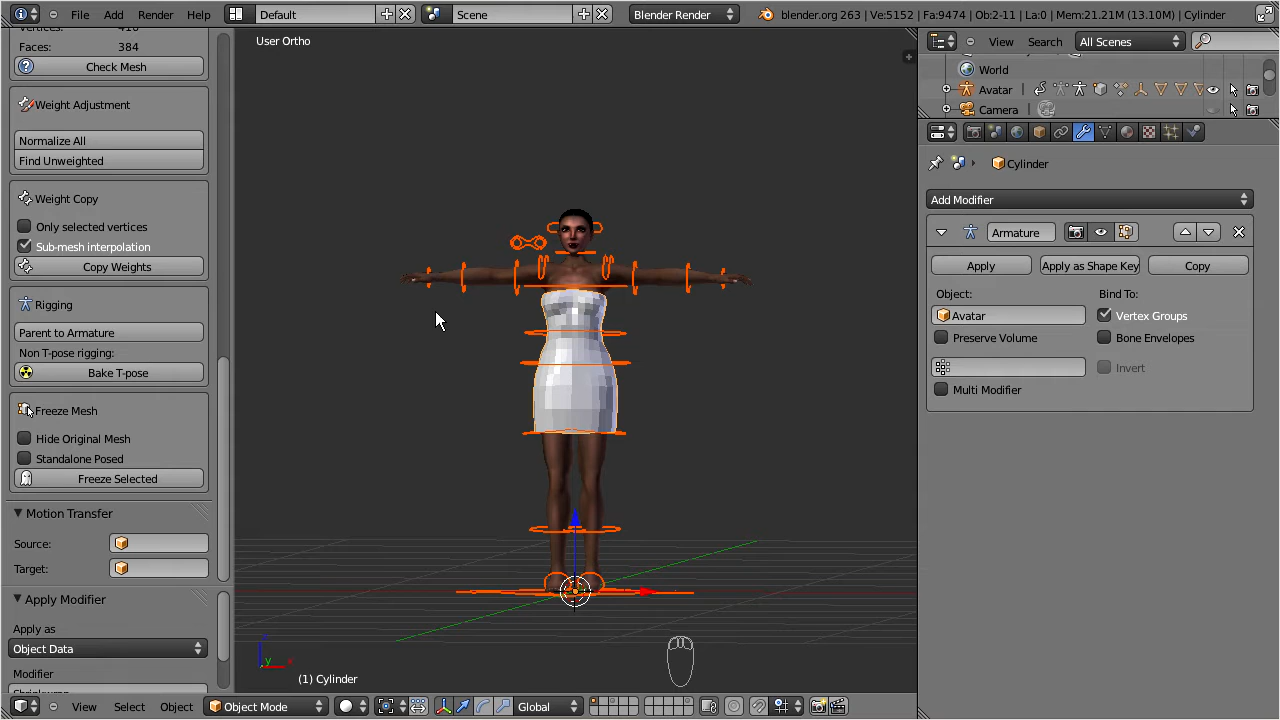 File Add Render Help Default Scene Blender Render blender.org 263 | Ve:5152 | Fa:9474 | Ob:2-11 | La:0 | Mem:21.21M (13.10M) | Cylinder
Faces: 384
Check Mesh
Weight Adjustment
Normalize All
Find Unweighted
Weight Copy
Only selected vertices
Sub-mesh interpolation
Copy Weights
Rigging
Parent to Armature
Non T-pose rigging:
Bake T-pose
Freeze Mesh
Hide Original Mesh
Standalone Posed
Freeze Selected
Motion Transfer
Source:
Target:
Apply Modifier
Apply as
Object Data
Modifier
User Ortho
z
y x
(1) Cylinder
View Select Object Object Mode Global
View Search All Scenes
World
Avatar
Camera
Cylinder
Add Modifier
Armature
Apply Apply as Shape Key Copy
Object: Bind To:
Avatar Vertex Groups
Preserve Volume Bone Envelopes
Invert
Multi Modifier